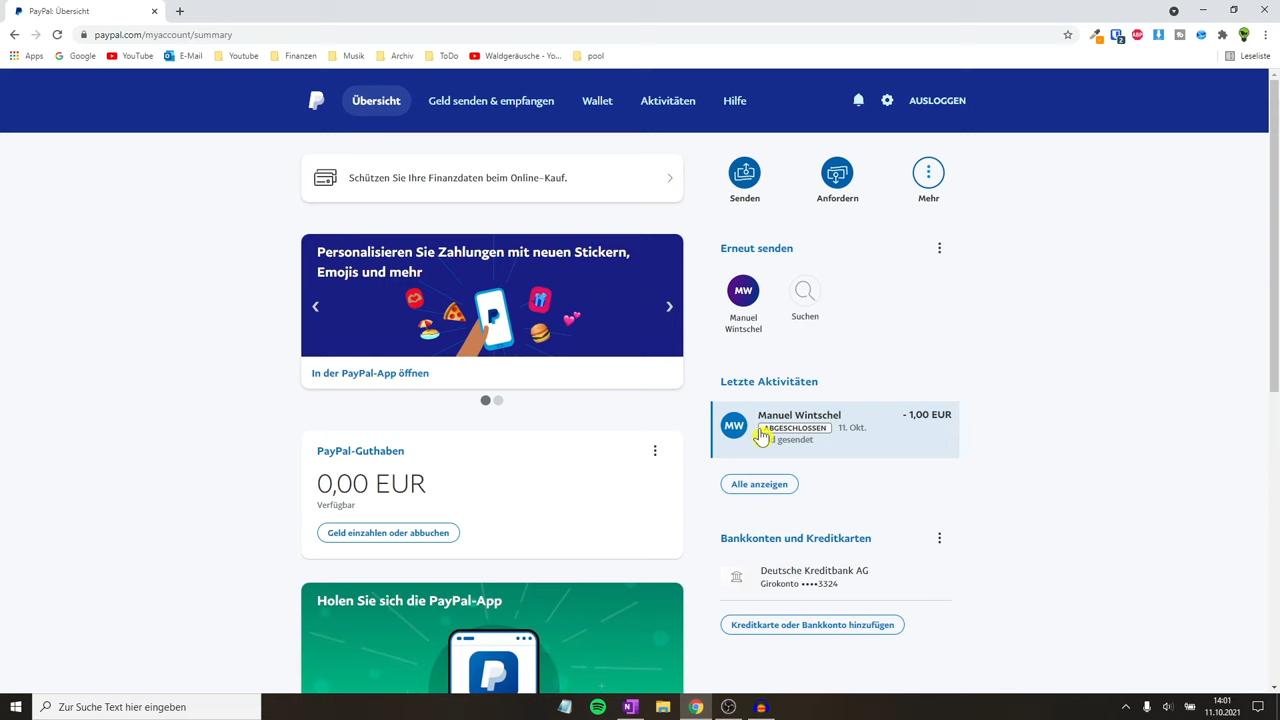 PayPal: Übersicht
paypal.com/myaccount/summary
Apps
Google
YouTube
E-Mail
Youtube
Finanzen
Musik
Archiv
ToDo
Waldgeräusche - Yo...
pool
Leseliste
Übersicht
Geld senden & empfangen
Wallet
Aktivitäten
Hilfe
AUSLOGGEN
Schützen Sie Ihre Finanzdaten beim Online-Kauf.
Senden
Anfordern
Mehr
Personalisieren Sie Zahlungen mit neuen Stickern,
Emojis und mehr
In der PayPal-App öffnen
Erneut senden
MW
Manuel
Wintschel
Suchen
Letzte Aktivitäten
MW
Manuel Wintschel
- 1,00 EUR
ABGESCHLOSSEN
11. Okt.
gesendet
Alle anzeigen
PayPal-Guthaben
0,00 EUR
Verfügbar
Geld einzahlen oder abbuchen
Bankkonten und Kreditkarten
Deutsche Kreditbank AG
Girokonto ••••3324
Kreditkarte oder Bankkonto hinzufügen
Holen Sie sich die PayPal-App
Zur Suche Text hier eingeben
14:01
11.10.2021